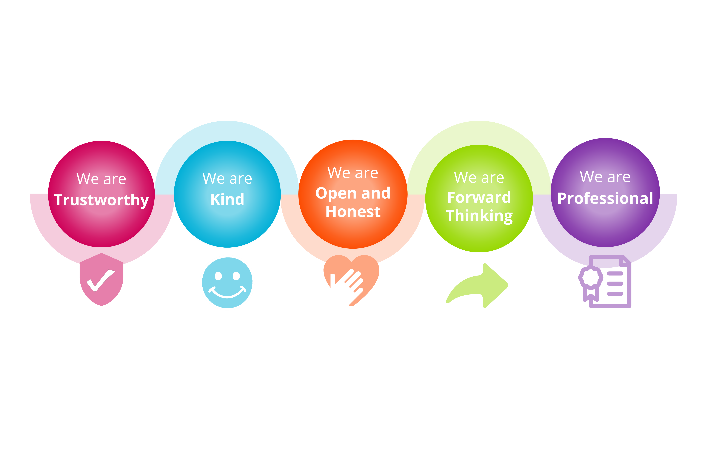 We are
Trustworthy
We are
Kind
We are
Open and
Honest
We are
Forward
Thinking
We are
Professional